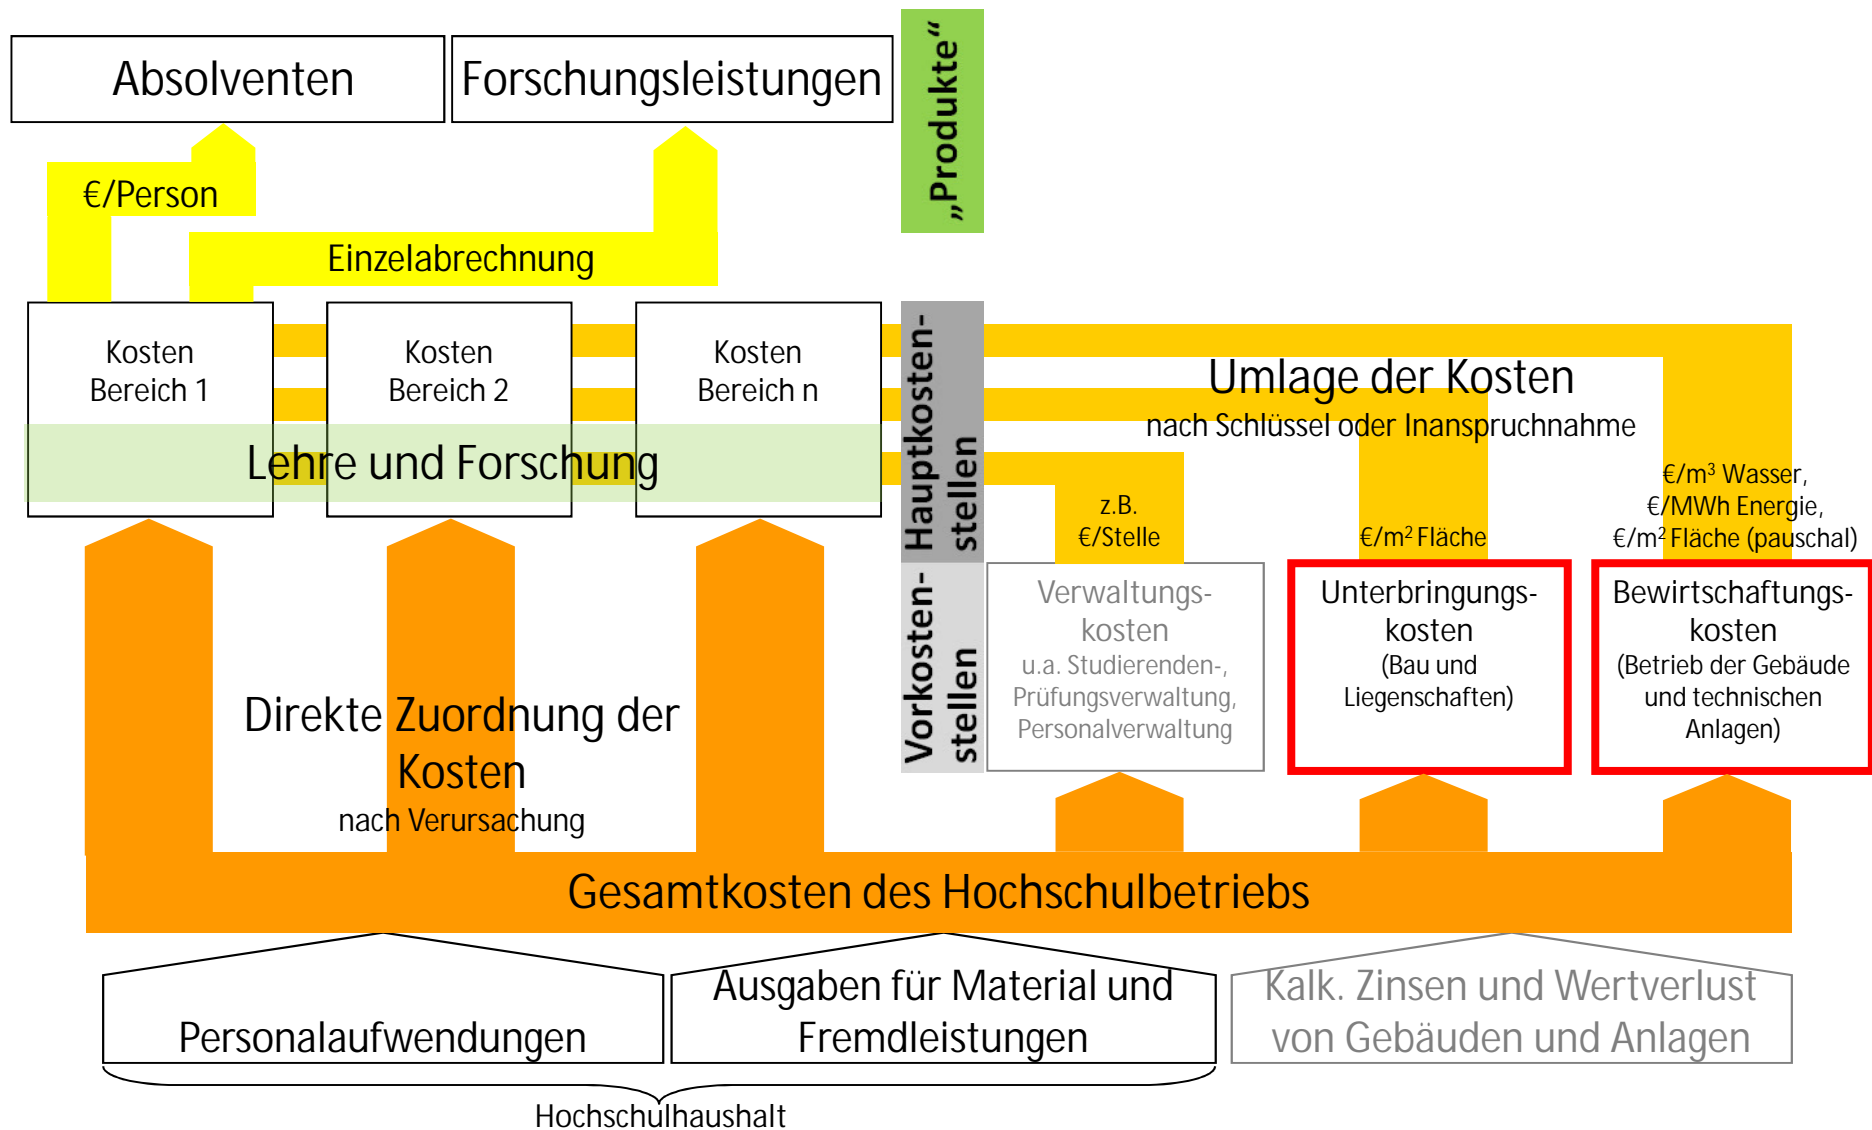 Absolventen
Forschungsleistungen
„Produkte“
€/Person
Einzelabrechnung
Kosten
Bereich 1
Kosten
Bereich 2
Kosten
Bereich n
Lehre und Forschung
Hauptkosten-
stellen
Umlage der Kosten
nach Schlüssel oder Inanspruchnahme
z.B.
€/Stelle
€/m² Fläche
€/m³ Wasser,
€/MWh Energie,
€/m² Fläche (pauschal)
Vorkosten-
stellen
Verwaltungs-
kosten
u.a. Studierenden-,
Prüfungsverwaltung,
Personalverwaltung
Unterbringungs-
kosten
(Bau und
Liegenschaften)
Bewirtschaftungs-
kosten
(Betrieb der Gebäude
und technischen
Anlagen)
Direkte Zuordnung der
Kosten
nach Verursachung
Gesamtkosten des Hochschulbetriebs
Personalaufwendungen
Ausgaben für Material und
Fremdleistungen
Kalk. Zinsen und Wertverlust
von Gebäuden und Anlagen
Hochschulhaushalt